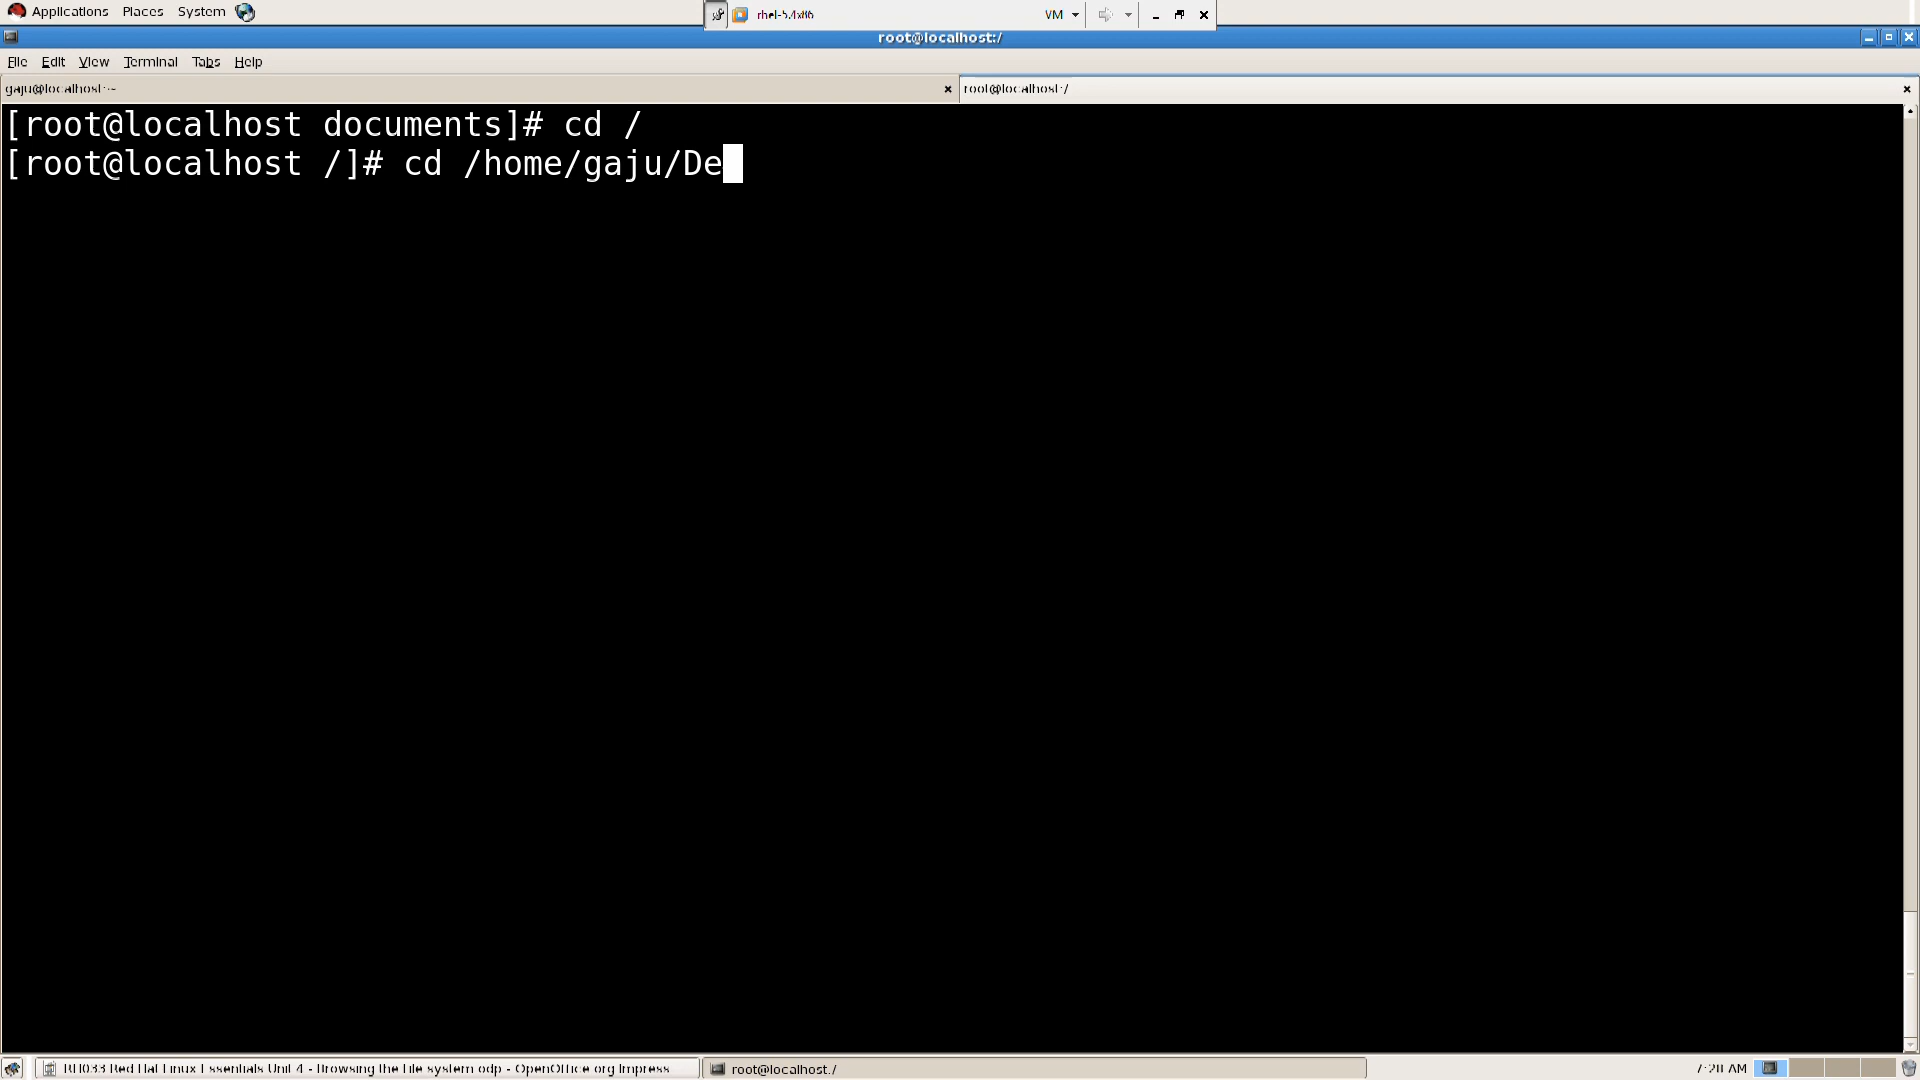 Applications Places System
rhel-5.4x86 VM
root@localhost:/
File Edit View Terminal Tabs Help
gaju@localhost:~
root@localhost:/
[root@localhost documents]# cd /
[root@localhost /]# cd /home/gaju/De
RH033 Red Hat Linux Essentials Unit 4 - Browsing the File system odp - OpenOffice.org Impress
root@localhost:/
7:28 AM